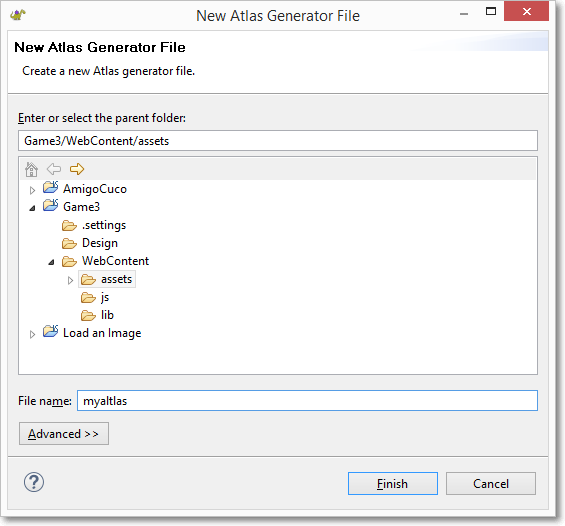 New Atlas Generator File
New Atlas Generator File
Create a new Atlas generator file.
Enter or select the parent folder:
Game3/WebContent/assets
AmigoCuco
Game3
.settings
Design
WebContent
assets
js
lib
Load an Image
File name: myaltlas
Advanced >>
Finish Cancel